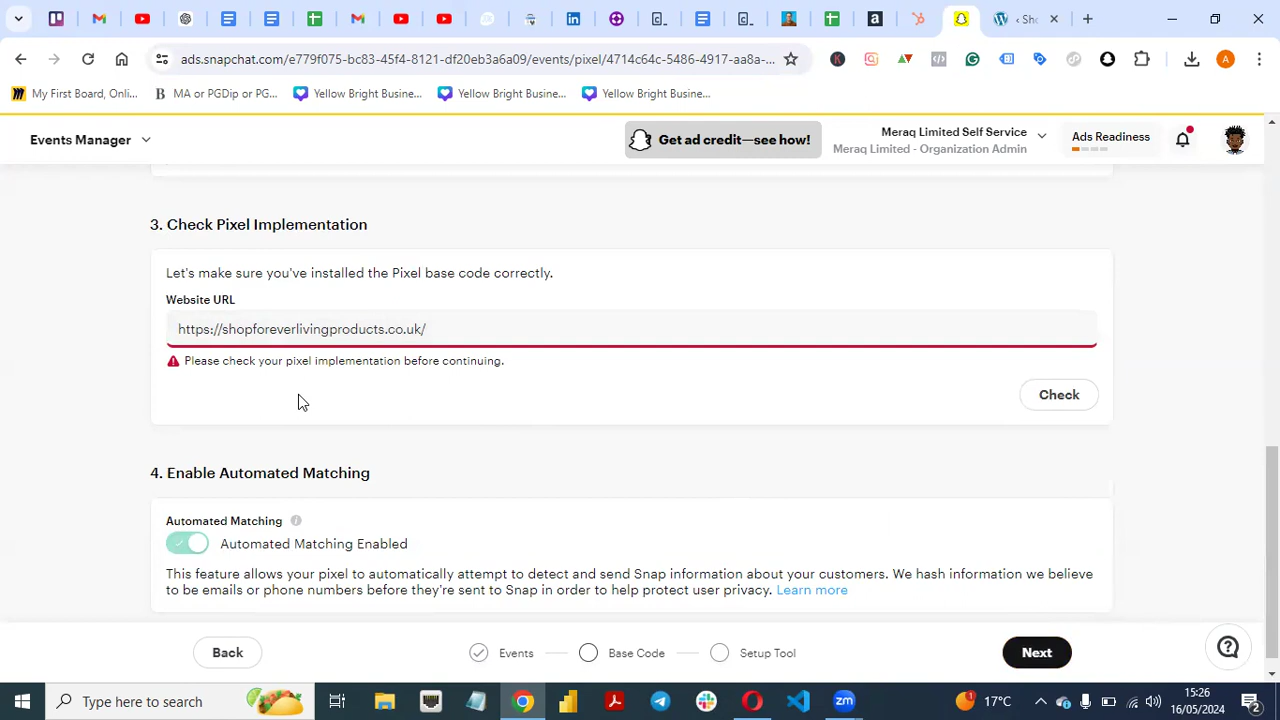 ads.snapchat.com/e779f075-bc83-45f4-8121-df20eb3a6a09/events/pixel/4714c64c-5486-4917-aa8a-...
A
My First Board, Onli...
B MA or PGDip or PG...
Yellow Bright Busine...
Yellow Bright Busine...
Yellow Bright Busine...
Events Manager
Get ad credit—see how!
Meraq Limited Self Service
Meraq Limited - Organization Admin
Ads Readiness
3. Check Pixel Implementation
Let's make sure you've installed the Pixel base code correctly.
Website URL
https://shopforeverlivingproducts.co.uk/
Please check your pixel implementation before continuing.
Check
4. Enable Automated Matching
Automated Matching
Automated Matching Enabled
This feature allows your pixel to automatically attempt to detect and send Snap information about your customers. We hash information we believe
to be emails or phone numbers before they're sent to Snap in order to help protect user privacy. Learn more
Back
Events
Base Code
Setup Tool
Next
Type here to search
zm
1
17°C
15:26
16/05/2024
2